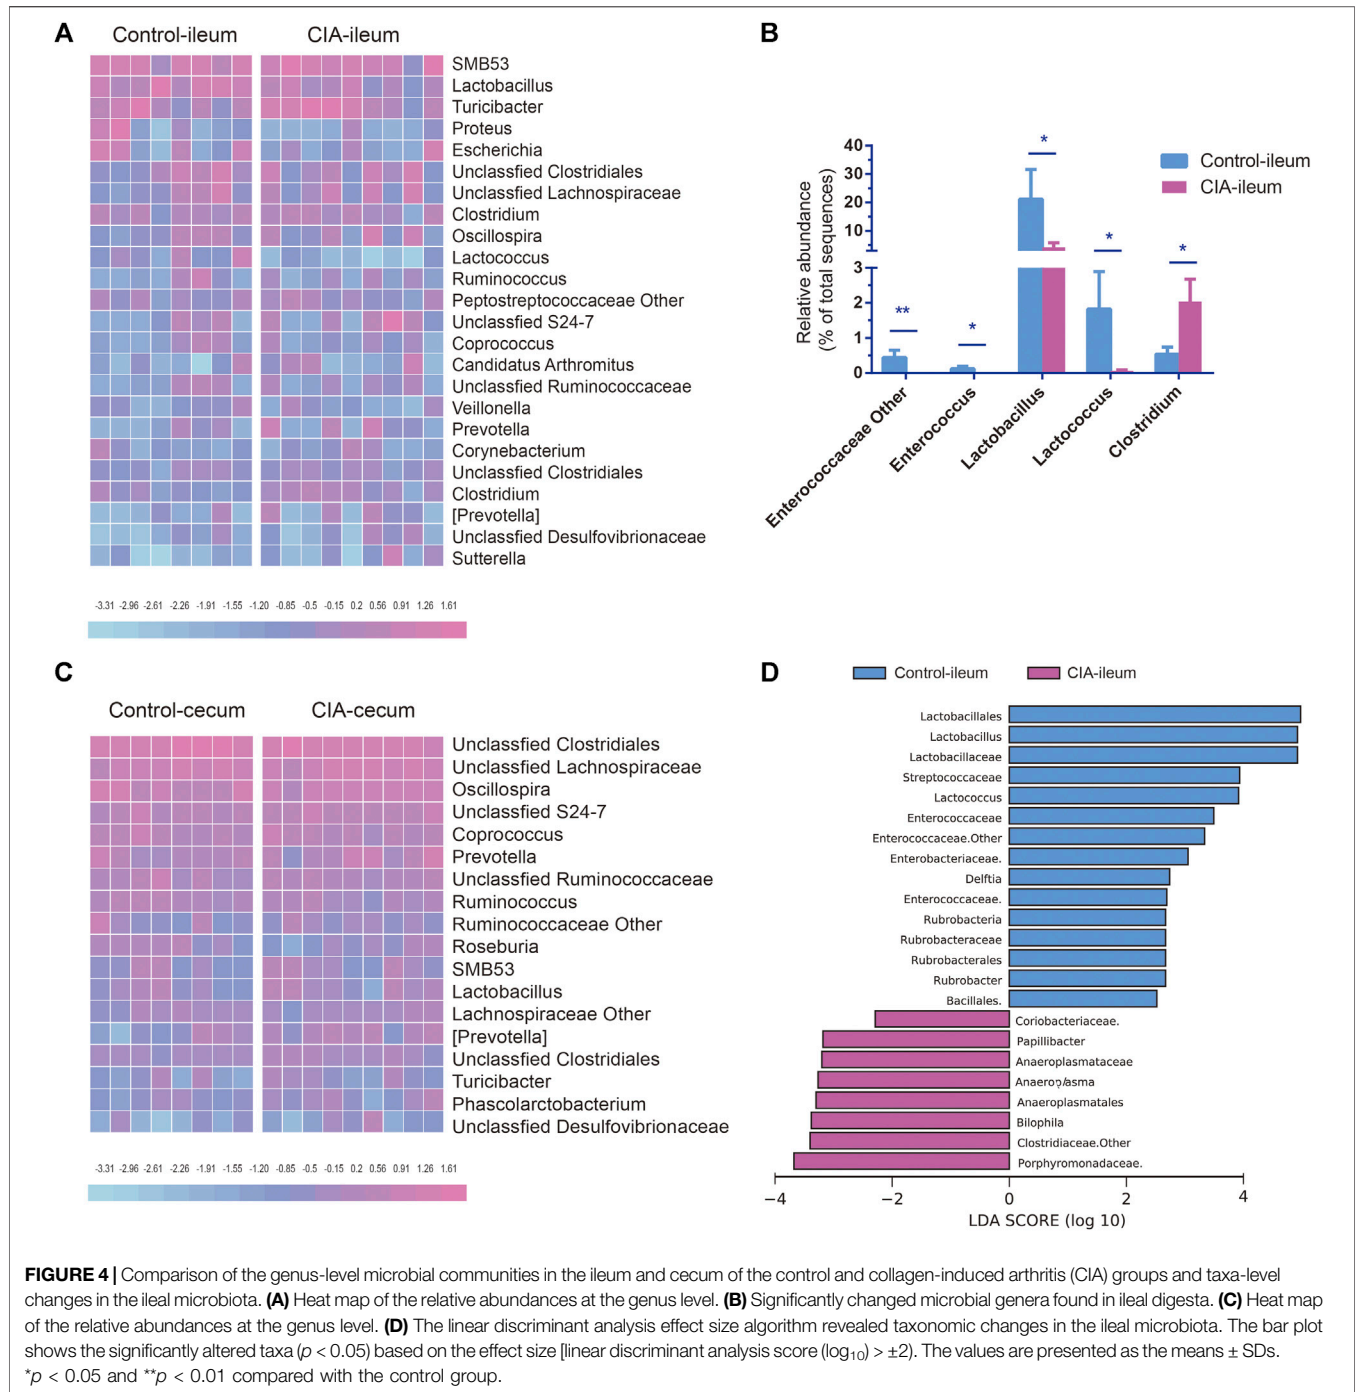 A
Control-ileum
CIA-ileum
SMB53
Lactobacillus
Turicibacter
Proteus
Escherichia
Unclassfied Clostridiales
Unclassfied Lachnospiraceae
Clostridium
Oscillospira
Lactococcus
Ruminococcus
Peptostreptococcaceae Other
Unclassfied S24-7
Coprococcus
Candidatus Arthromitus
Unclassfied Ruminococcaceae
Veillonella
Prevotella
Corynebacterium
Unclassfied Clostridiales
Clostridium
[Prevotella]
Unclassfied Desulfovibrionaceae
Sutterella
-3.31 -2.96 -2.61 -2.26 -1.91 -1.55 -1.20 -0.85 -0.5 -0.15 0.2 0.56 0.91 1.26 1.61
B
Relative abundance
(% of total sequences)
40
30
20
10
3
2
1
0
**
*
*
*
*
Control-ileum
CIA-ileum
Enterococcaceae Other
Enterococcus
Lactobacillus
Lactococcus
Clostridium
C
Control-cecum
CIA-cecum
Unclassfied Clostridiales
Unclassfied Lachnospiraceae
Oscillospira
Unclassfied S24-7
Coprococcus
Prevotella
Unclassfied Ruminococcaceae
Ruminococcus
Ruminococcaceae Other
Roseburia
SMB53
Lactobacillus
Lachnospiraceae Other
[Prevotella]
Unclassfied Clostridiales
Turicibacter
Phascolarctobacterium
Unclassfied Desulfovibrionaceae
-3.31 -2.96 -2.61 -2.26 -1.91 -1.55 -1.20 -0.85 -0.5 -0.15 0.2 0.56 0.91 1.26 1.61
D
Control-ileum
CIA-ileum
Lactobacillales
Lactobacillus
Lactobacillaceae
Streptococcaceae
Lactococcus
Enterococcaceae
Enterococcaceae.Other
Enterobacteriaceae.
Delftia
Enterococcaceae.
Rubrobacteria
Rubrobacteraceae
Rubrobacterales
Rubrobacter
Bacillales.
Coriobacteriaceae.
Papillibacter
Anaeroplasmataceae
Anaeroplasma
Anaeroplasmatales
Bilophila
Clostridiaceae.Other
Porphyromonadaceae.
−4 −2 0 2 4
LDA SCORE (log 10)
FIGURE 4 | Comparison of the genus-level microbial communities in the ileum and cecum of the control and collagen-induced arthritis (CIA) groups and taxa-level
changes in the ileal microbiota. (A) Heat map of the relative abundances at the genus level. (B) Significantly changed microbial genera found in ileal digesta. (C) Heat map
of the relative abundances at the genus level. (D) The linear discriminant analysis effect size algorithm revealed taxonomic changes in the ileal microbiota. The bar plot
shows the significantly altered taxa (p < 0.05) based on the effect size [linear discriminant analysis score (log10) > ±2). The values are presented as the means ± SDs.
*p < 0.05 and **p < 0.01 compared with the control group.